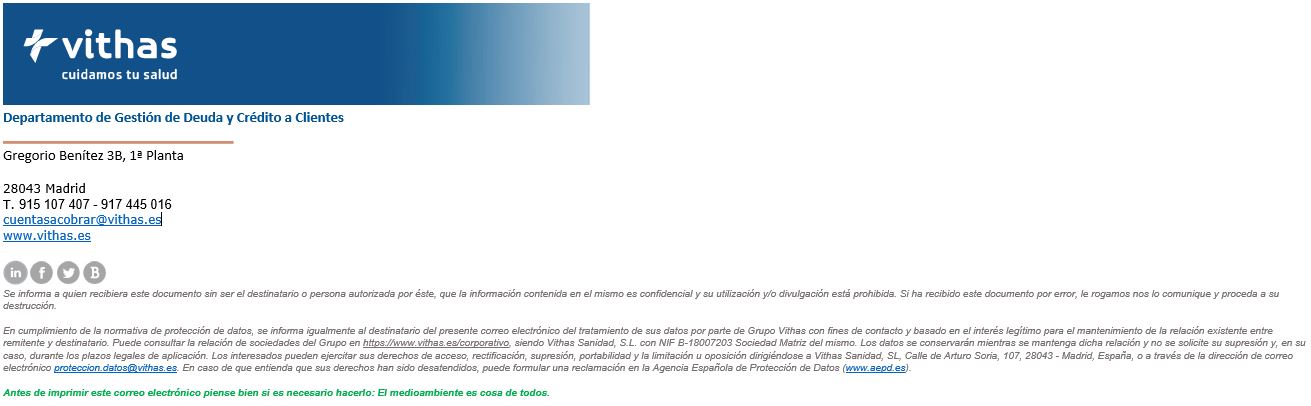 vithas
cuidamos tu salud
Departamento de Gestión de Deuda y Crédito a Clientes
Gregorio Benítez 3B, 1ª Planta
28043 Madrid
T. 915 107 407 - 917 445 016
cuentasacobrar@vithas.es
www.vithas.es
in f B
Se informa a quien recibiera este documento sin ser el destinatario o persona autorizada por éste, que la información contenida en el mismo es confidencial y su utilización y/o divulgación está prohibida. Si ha recibido este documento por error, le rogamos nos lo comunique y proceda a su
destrucción.
En cumplimiento de la normativa de protección de datos, se informa igualmente al destinatario del presente correo electrónico del tratamiento de sus datos por parte de Grupo Vithas con fines de contacto y basado en el interés legítimo para el mantenimiento de la relación existente entre
remitente y destinatario. Puede consultar la relación de sociedades del Grupo en https://www.vithas.es/corporativo, siendo Vithas Sanidad, S.L. con NIF B-18007203 Sociedad Matriz del mismo. Los datos se conservarán mientras se mantenga dicha relación y no se solicite su supresión y, en su
caso, durante los plazos legales de aplicación. Los interesados pueden ejercitar sus derechos de acceso, rectificación, supresión, portabilidad y la limitación u oposición dirigiéndose a Vithas Sanidad, SL, Calle de Arturo Soria, 107, 28043 - Madrid, España, o a través de la dirección de correo
electrónico proteccion.datos@vithas.es. En caso de que entienda que sus derechos han sido desatendidos, puede formular una reclamación en la Agencia Española de Protección de Datos (www.aepd.es).
Antes de imprimir este correo electrónico piense bien si es necesario hacerlo: El medioambiente es cosa de todos.